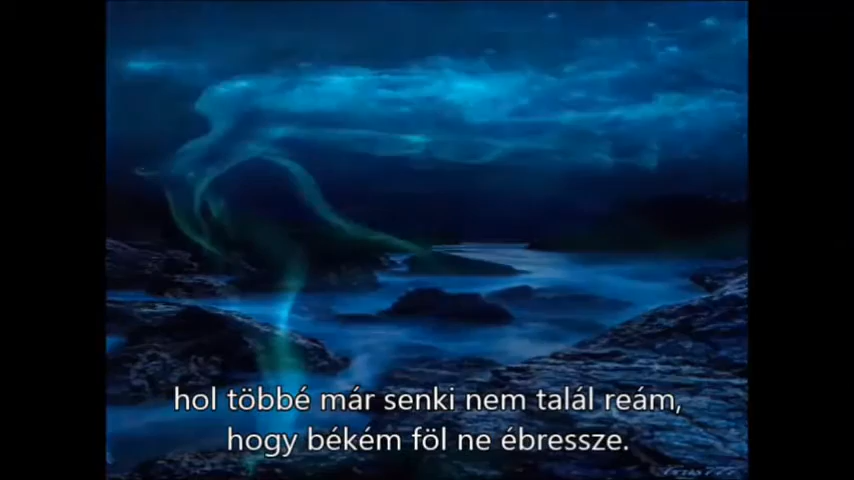 hol többé már senki nem talál reám,
hogy békém föl ne ébressze.